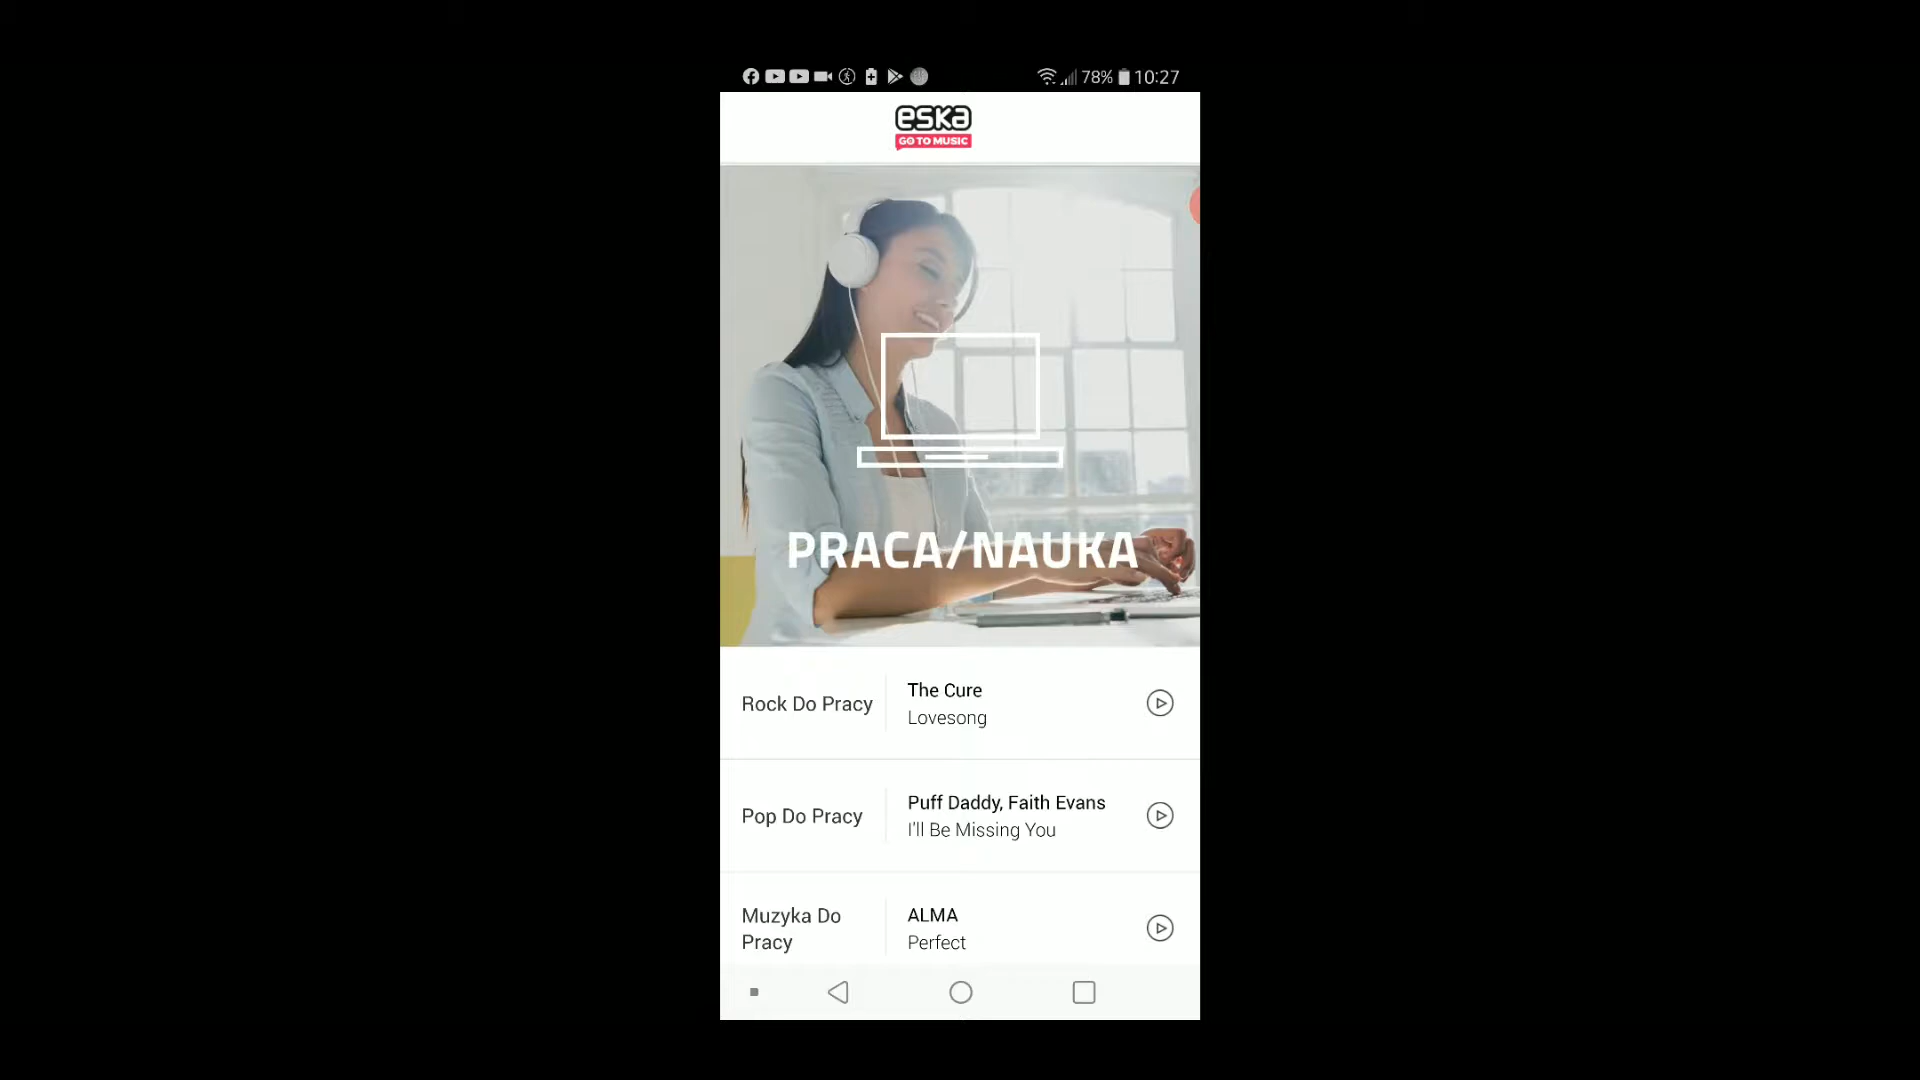 78% 10:27
eska
GO TO MUSIC
PRACA/NAUKA
Rock Do Pracy
The Cure
Lovesong
Pop Do Pracy
Puff Daddy, Faith Evans
I'll Be Missing You
Muzyka Do
Pracy
ALMA
Perfect